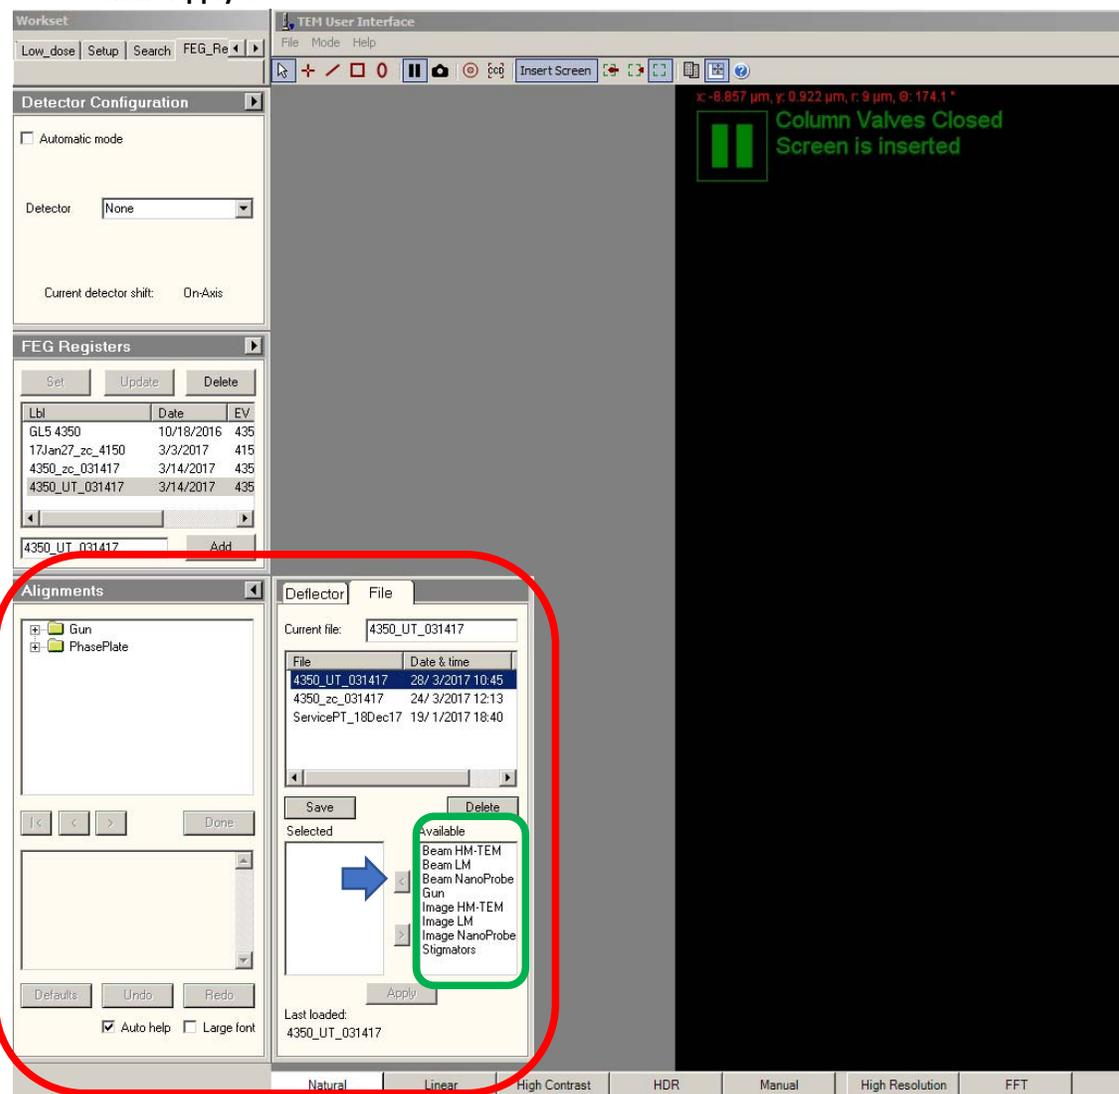 Apply
Workset
Low_dose Setup Search FEG_Re
Detector Configuration
Automatic mode
Detector None
Current detector shift: On-Axis
FEG Registers
Set Update Delete
Lbl Date EV
GL5 4350 10/18/2016 435
17Jan27_zc_4150 3/3/2017 415
4350_zc_031417 3/14/2017 435
4350_UT_031417 3/14/2017 435
4350_UT_031417 Add
Alignments
Gun
PhasePlate
|< < > Done
Defaults Undo Redo
Auto help Large font
TEM User Interface
File Mode Help
Insert Screen
x: -8.857 µm, y: 0.922 µm, r: 9 µm, Θ: 174.1 °
Column Valves Closed
Screen is inserted
Deflector File
Current file: 4350_UT_031417
File Date & time
4350_UT_031417 28/ 3/2017 10:45
4350_zc_031417 24/ 3/2017 12:13
ServicePT_18Dec17 19/ 1/2017 18:40
Save Delete
Selected Available
Beam HM-TEM
Beam LM
Beam NanoProbe
Gun
Image HM-TEM
Image LM
Image NanoProbe
Stigmators
<
>
Apply
Last loaded:
4350_UT_031417
Natural Linear High Contrast HDR Manual High Resolution FFT